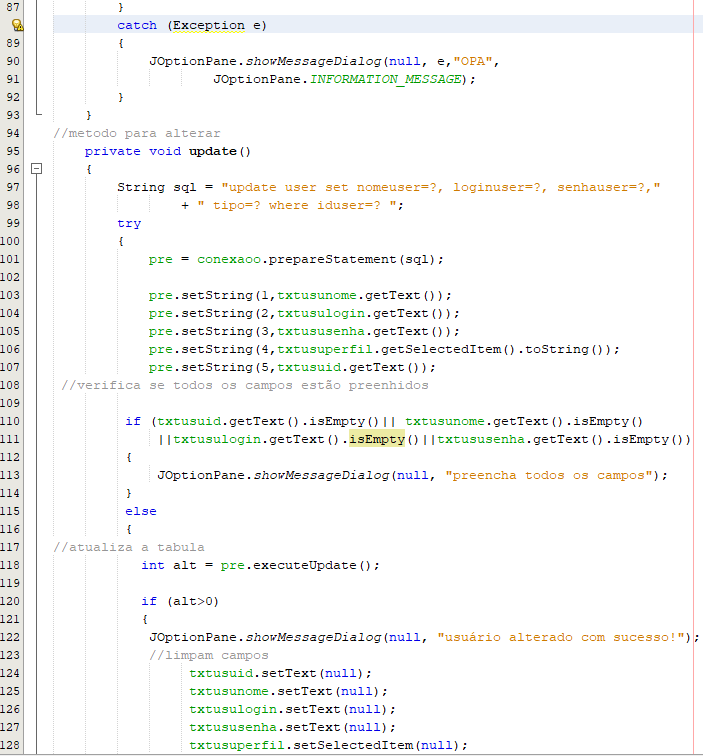 87 }
catch (Exception e)
89 {
90 JOptionPane.showMessageDialog(null, e,"OPA",
91 JOptionPane.INFORMATION_MESSAGE);
92 }
93 }
94 //metodo para alterar
95 private void update()
96 {
97 String sql = "update user set nomeuser=?, loginuser=?, senhauser=?,"
98 + " tipo=? where iduser=? ";
99 try
100 {
101 pre = conexaoo.prepareStatement(sql);
102
103 pre.setString(1,txtusunome.getText());
104 pre.setString(2,txtusulogin.getText());
105 pre.setString(3,txtususenha.getText());
106 pre.setString(4,txtusuperfil.getSelectedItem().toString());
107 pre.setString(5,txtusuid.getText());
108 //verifica se todos os campos estão preenhidos
109
110 if (txtusuid.getText().isEmpty()|| txtusunome.getText().isEmpty()
111 ||txtusulogin.getText().isEmpty()||txtususenha.getText().isEmpty())
112 {
113 JOptionPane.showMessageDialog(null, "preencha todos os campos");
114 }
115 else
116 {
117 //atualiza a tabula
118 int alt = pre.executeUpdate();
119
120 if (alt>0)
121 {
122 JOptionPane.showMessageDialog(null, "usuário alterado com sucesso!");
123 //limpam campos
124 txtusuid.setText(null);
125 txtusunome.setText(null);
126 txtusulogin.setText(null);
127 txtususenha.setText(null);
128 txtusuperfil.setSelectedItem(null);